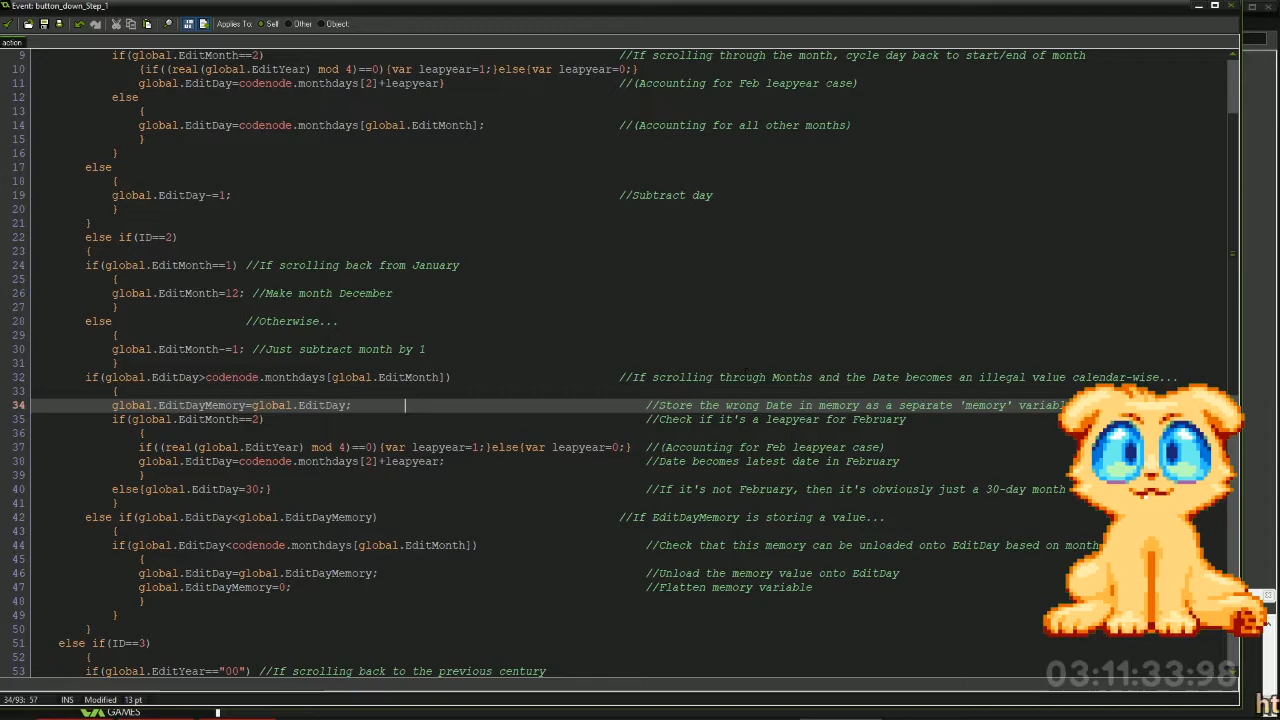 Event: button_down_Step_1
Applies To: Self Other Object:
action
9 if(global.EditMonth==2) //If scrolling through the month, cycle day back to start/end of month
10 {if((real(global.EditYear) mod 4)==0){var leapyear=1;}else{var leapyear=0;}
11 global.EditDay=codenode.monthdays[2]+leapyear} //(Accounting for Feb leapyear case)
12 else
13 {
14 global.EditDay=codenode.monthdays[global.EditMonth]; //(Accounting for all other months)
15 }
16 }
17 else
18 {
19 global.EditDay-=1; //Subtract day
20 }
21 }
22 else if(ID==2)
23 {
24 if(global.EditMonth==1) //If scrolling back from January
25 {
26 global.EditMonth=12; //Make month December
27 }
28 else //Otherwise...
29 {
30 global.EditMonth-=1; //Just subtract month by 1
31 }
32 if(global.EditDay>codenode.monthdays[global.EditMonth]) //If scrolling through Months and the Date becomes an illegal value calendar-wise...
33 {
34 global.EditDayMemory=global.EditDay; //Store the wrong Date in memory as a separate 'memory' variabl
35 if(global.EditMonth==2) //Check if it's a leapyear for February
36 {
37 if((real(global.EditYear) mod 4)==0){var leapyear=1;}else{var leapyear=0;} //(Accounting for Feb leapyear case)
38 global.EditDay=codenode.monthdays[2]+leapyear; //Date becomes latest date in February
39 }
40 else{global.EditDay=30;} //If it's not February, then it's obviously just a 30-day month
41 }
42 else if(global.EditDay<global.EditDayMemory) //If EditDayMemory is storing a value...
43 {
44 if(global.EditDay<codenode.monthdays[global.EditMonth]) //Check that this memory can be unloaded onto EditDay based on month
45 {
46 global.EditDay=global.EditDayMemory; //Unload the memory value onto EditDay
47 global.EditDayMemory=0; //Flatten memory variable
48 }
49 }
50 }
51 else if(ID==3)
52 {
53 if(global.EditYear=="00") //If scrolling back to the previous century
03:11:33:98
34/93: 57 INS Modified 13 pt
GAMES
ht